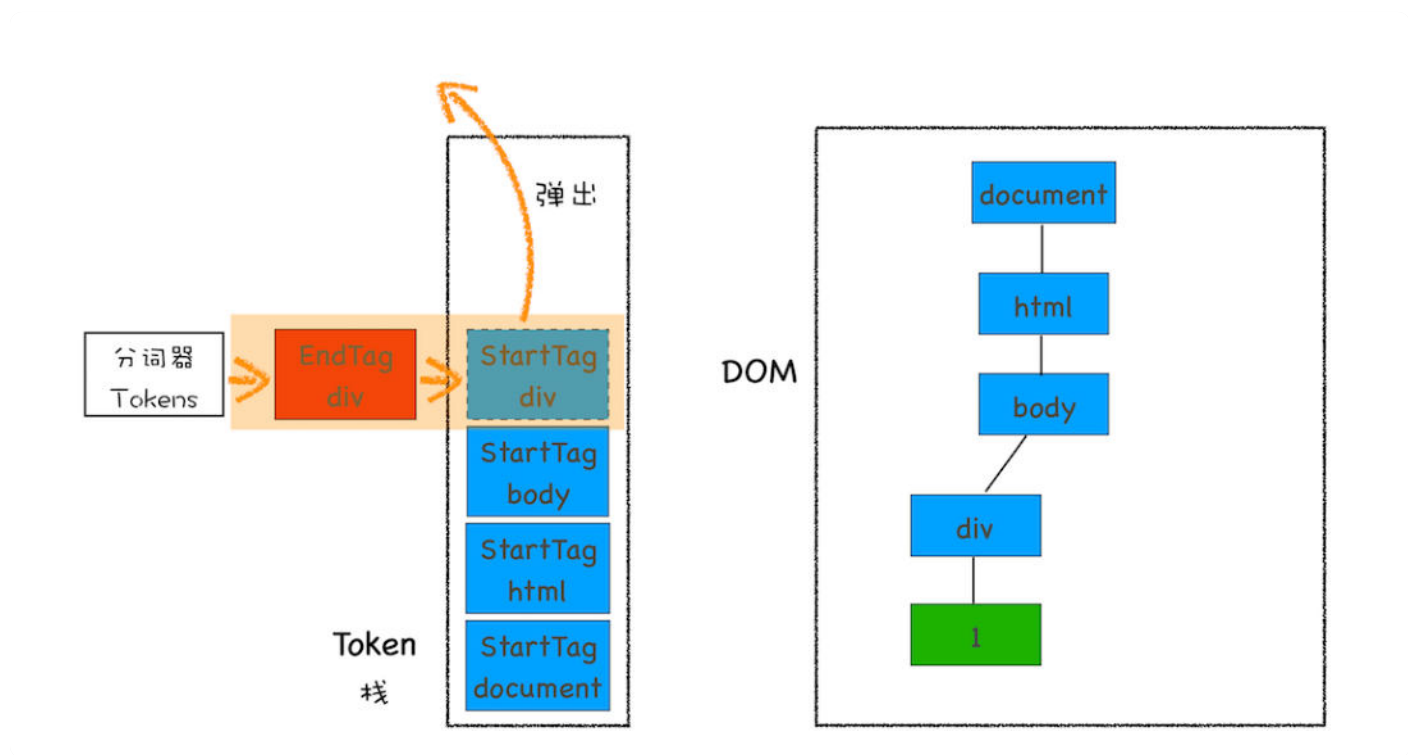 弹出
分词器
Tokens
EndTag
div
StartTag
div
StartTag
body
StartTag
html
StartTag
document
Token
栈
DOM
document
html
body
div
1